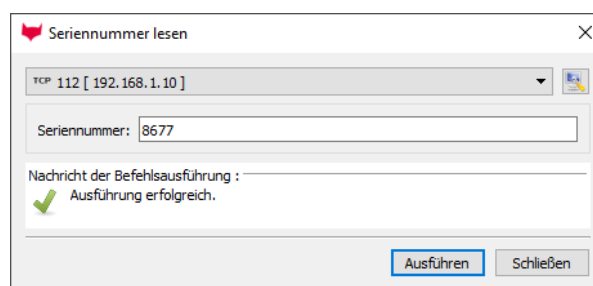 Seriennummer lesen
TCP 112 [ 192.168.1.10 ]
Seriennummer: 8677
Nachricht der Befehlsausführung :
Ausführung erfolgreich.
Ausführen Schließen